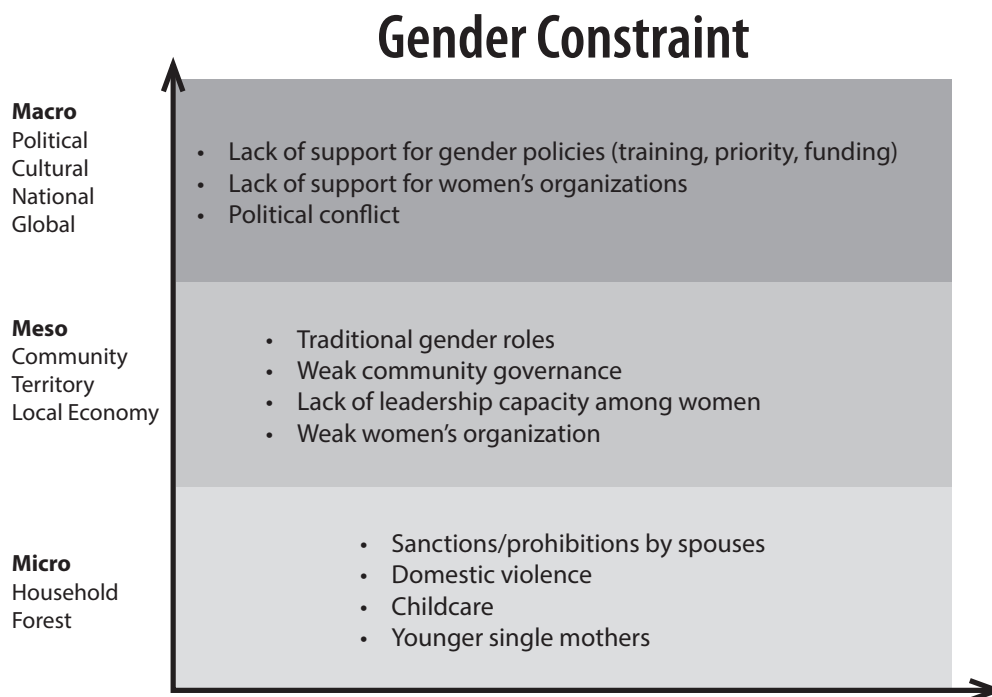 Gender Constraint
Macro
Political
Cultural
National
Global
• Lack of support for gender policies (training, priority, funding)
• Lack of support for women's organizations
• Political conflict
Meso
Community
Territory
Local Economy
• Traditional gender roles
• Weak community governance
• Lack of leadership capacity among women
• Weak women's organization
Micro
Household
Forest
• Sanctions/prohibitions by spouses
• Domestic violence
• Childcare
• Younger single mothers